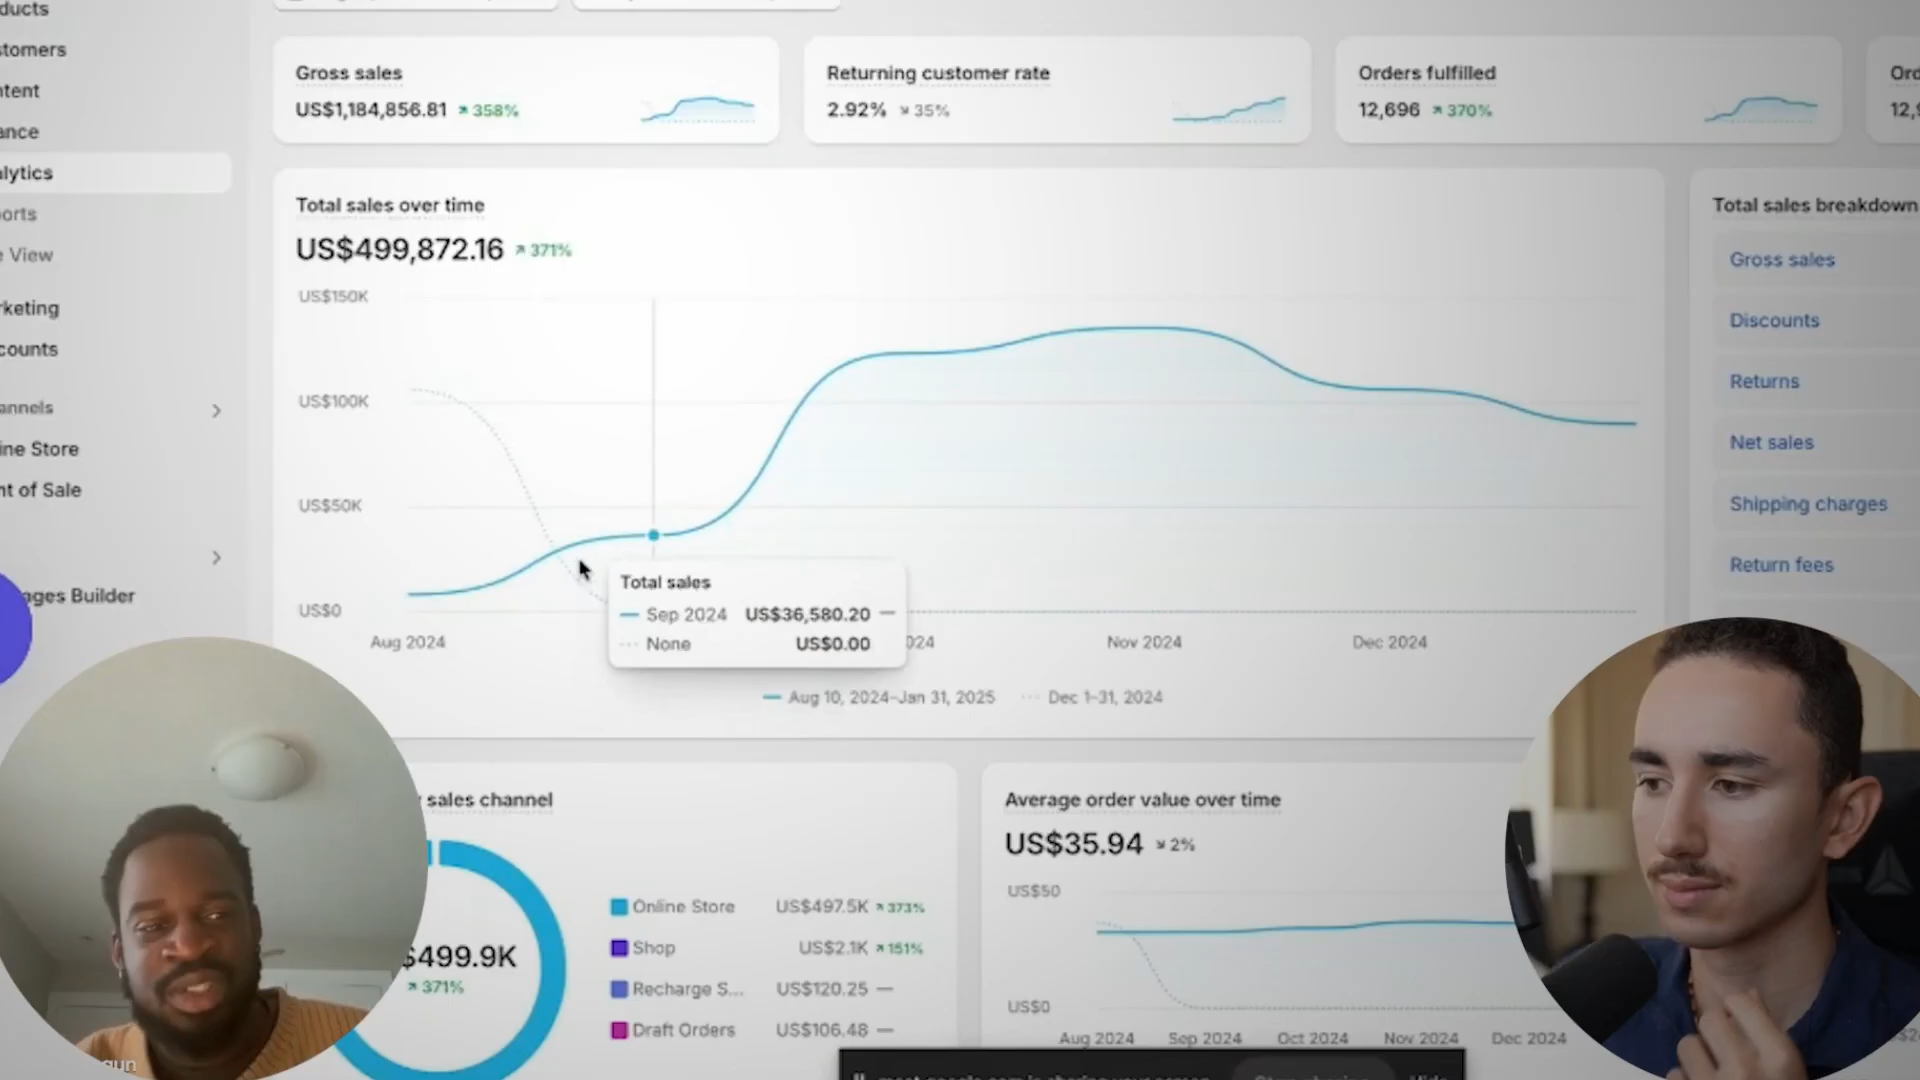 ducts
stomers
ntent
ance
alytics
orts
e View
rketing
counts
annels
ine Store
nt of Sale
ages Builder
Gross sales
US$1,184,856.81 358%
Returning customer rate
2.92% 35%
Orders fulfilled
12,696 370%
Ord
12,9
Total sales over time
US$499,872.16 371%
US$150K
US$100K
US$50K
US$0
Aug 2024
024
Nov 2024
Dec 2024
Total sales
Sep 2024 US$36,580.20 —
None US$0.00
Aug 10, 2024–Jan 31, 2025 Dec 1–31, 2024
Total sales breakdown
Gross sales
Discounts
Returns
Net sales
Shipping charges
Return fees
sales channel
$499.9K
371%
Online Store US$497.5K 373%
Shop US$2.1K 151%
Recharge S... US$120.25 —
Draft Orders US$106.48 —
Average order value over time
US$35.94 2%
US$50
US$0
Aug 2024 Sep 2024 Oct 2024 Nov 2024 Dec 2024
gun